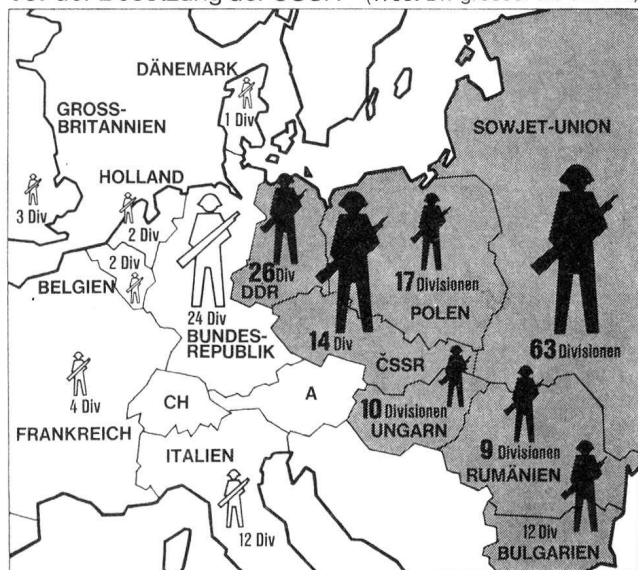 DÄNEMARK
1 Div
GROSS-
BRITANNIEN
SOWJET-UNION
HOLLAND
3 Div
2 Div
2 Div
BELGIEN
24 Div
BUNDES-
REPUBLIK
26 Div
DDR
17 Divisionen
POLEN
14 Div
ČSSR
63 Divisionen
4 Div
FRANKREICH
CH
A
10 Divisionen
UNGARN
9 Divisionen
RUMÄNIEN
ITALIEN
12 Div
12 Div
BULGARIEN